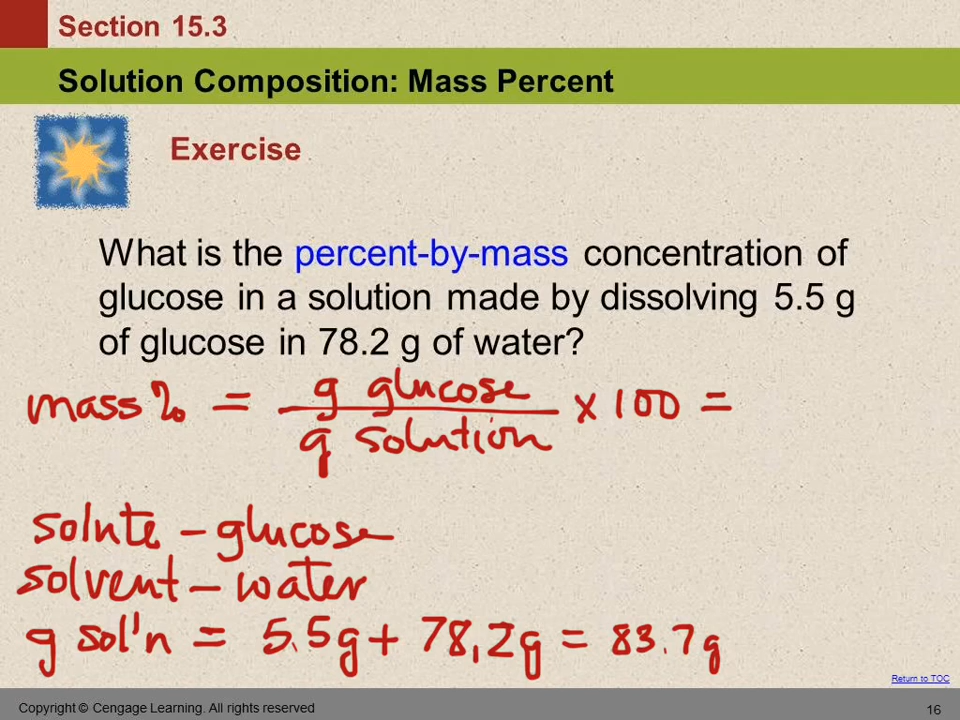 Section 15.3
Solution Composition: Mass Percent
Exercise
What is the percent-by-mass concentration of
glucose in a solution made by dissolving 5.5 g
of glucose in 78.2 g of water?
mass % = g glucose / g solution x 100 =
solute - glucose
solvent - water
g sol'n = 5.5g + 78.2g = 83.7g
Return to TOC
Copyright © Cengage Learning. All rights reserved
16